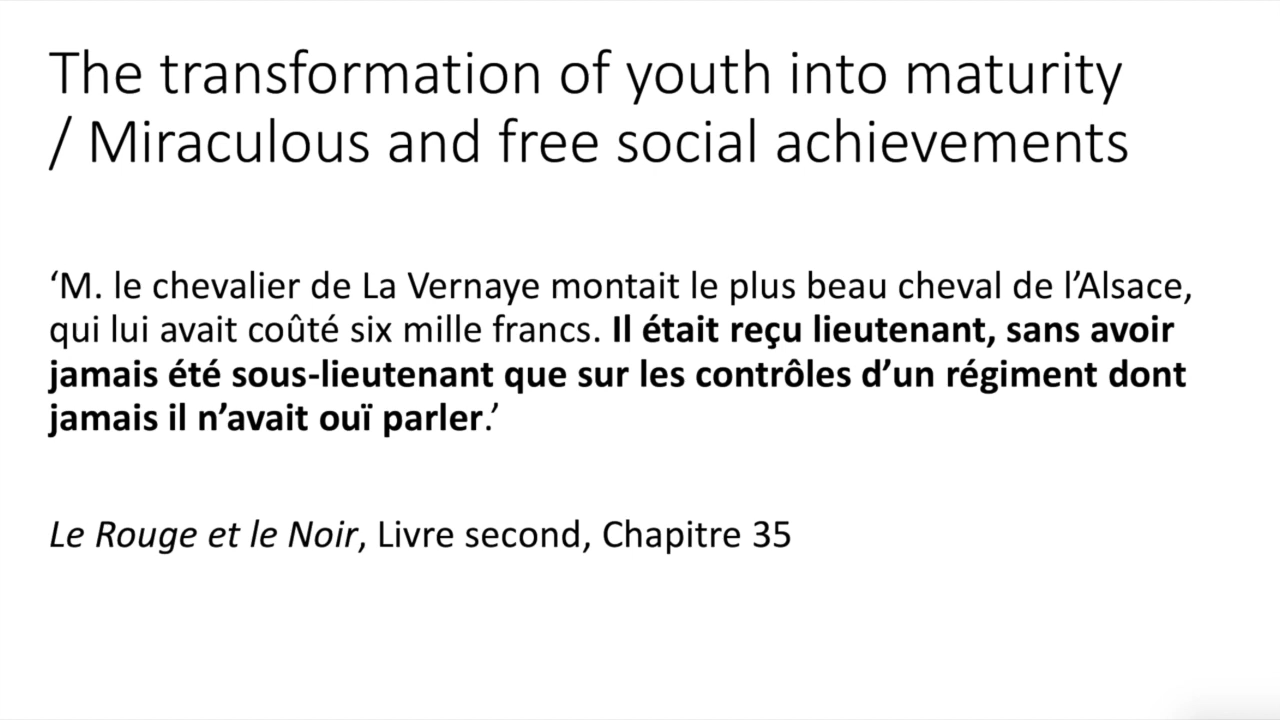 The transformation of youth into maturity
/ Miraculous and free social achievements
‘M. le chevalier de La Vernaye montait le plus beau cheval de l’Alsace,
qui lui avait coûté six mille francs. Il était reçu lieutenant, sans avoir
jamais été sous-lieutenant que sur les contrôles d’un régiment dont
jamais il n’avait ouï parler.’
Le Rouge et le Noir, Livre second, Chapitre 35